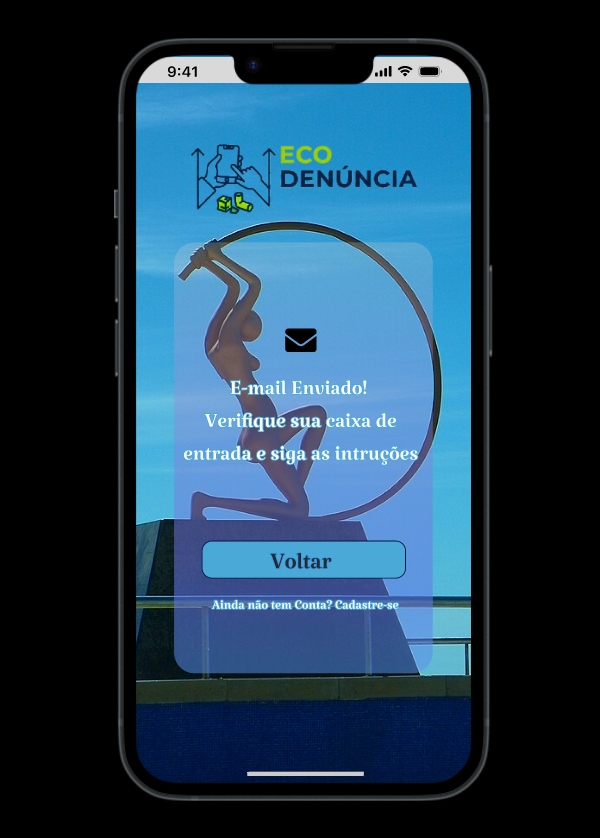 9:41
ECO
DENÚNCIA
E-mail Enviado!
Verifique sua caixa de
entrada e siga as intruções
Voltar
Ainda não tem Conta? Cadastre-se